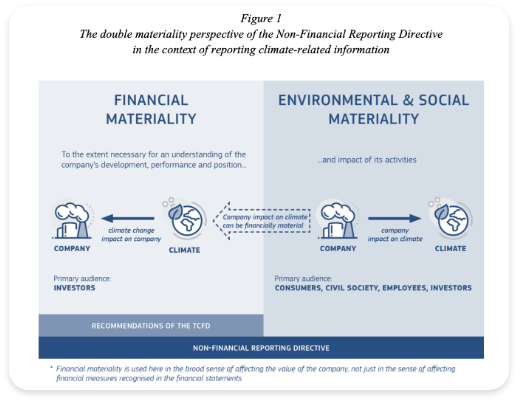 Figure 1
The double materiality perspective of the Non-Financial Reporting Directive
in the context of reporting climate-related information
FINANCIAL
MATERIALITY
To the extent necessary for an understanding of the
company's development, performance and position...
climate change
impact on company
COMPANY
CLIMATE
Primary audience:
INVESTORS
RECOMMENDATIONS OF THE TCFD
Company impact on climate
can be financially material
ENVIRONMENTAL & SOCIAL
MATERIALITY
...and impact of its activities
COMPANY
company
impact on climate
CLIMATE
Primary audience:
CONSUMERS, CIVIL SOCIETY, EMPLOYEES, INVESTORS
NON-FINANCIAL REPORTING DIRECTIVE
* Financial materiality is used here in the broad sense of affecting the value of the company, not just in the sense of affecting
financial measures recognised in the financial statements